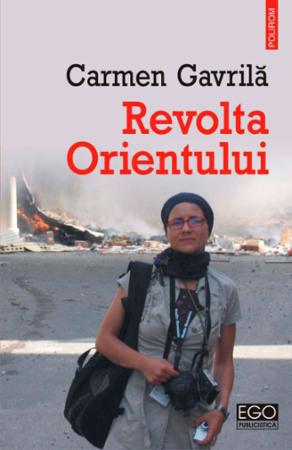 POLIROM
Carmen Gavrilă
Revolta
Orientului
EGO
PUBLICISTICA